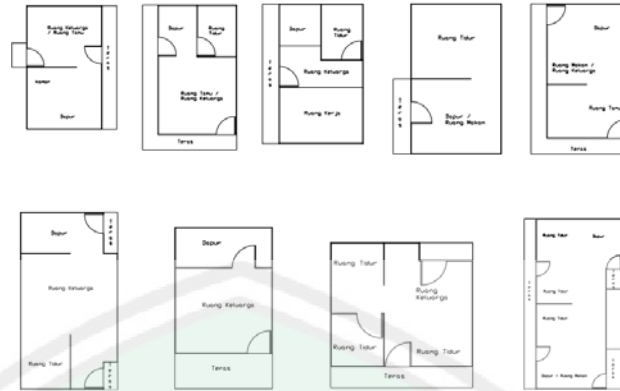 Ruang Keluarga
/ Ruang Tamu
Teras
Kamar
Dapur
Dapur
Ruang
Tidur
Ruang Tamu /
Ruang Keluarga
Teras
Dapur
Ruang
Tidur
Teras
Ruang Keluarga
Ruang Kerja
Ruang Tidur
Teras
Dapur /
Ruang Makan
Dapur
Ruang Makan /
Ruang Keluarga
Ruang Tamu
Teras
Dapur
Teras
Ruang Keluarga
Ruang Tidur
Teras
Dapur
Ruang Keluarga
Teras
Ruang Tidur
Ruang
Keluarga
Ruang Tidur
Ruang Tidur
Teras
Ruang Tidur
Dapur
Ruang Tidur
Ruang Tidur
Dapur + Ruang Makan